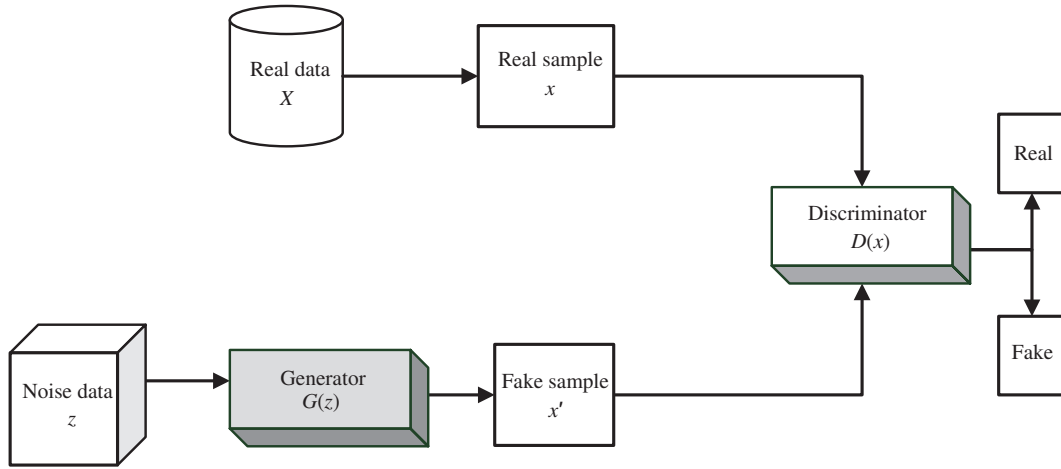 Real data
X
Real sample
x
Real
Discriminator
D(x)
Fake
Noise data
z
Generator
G(z)
Fake sample
x′